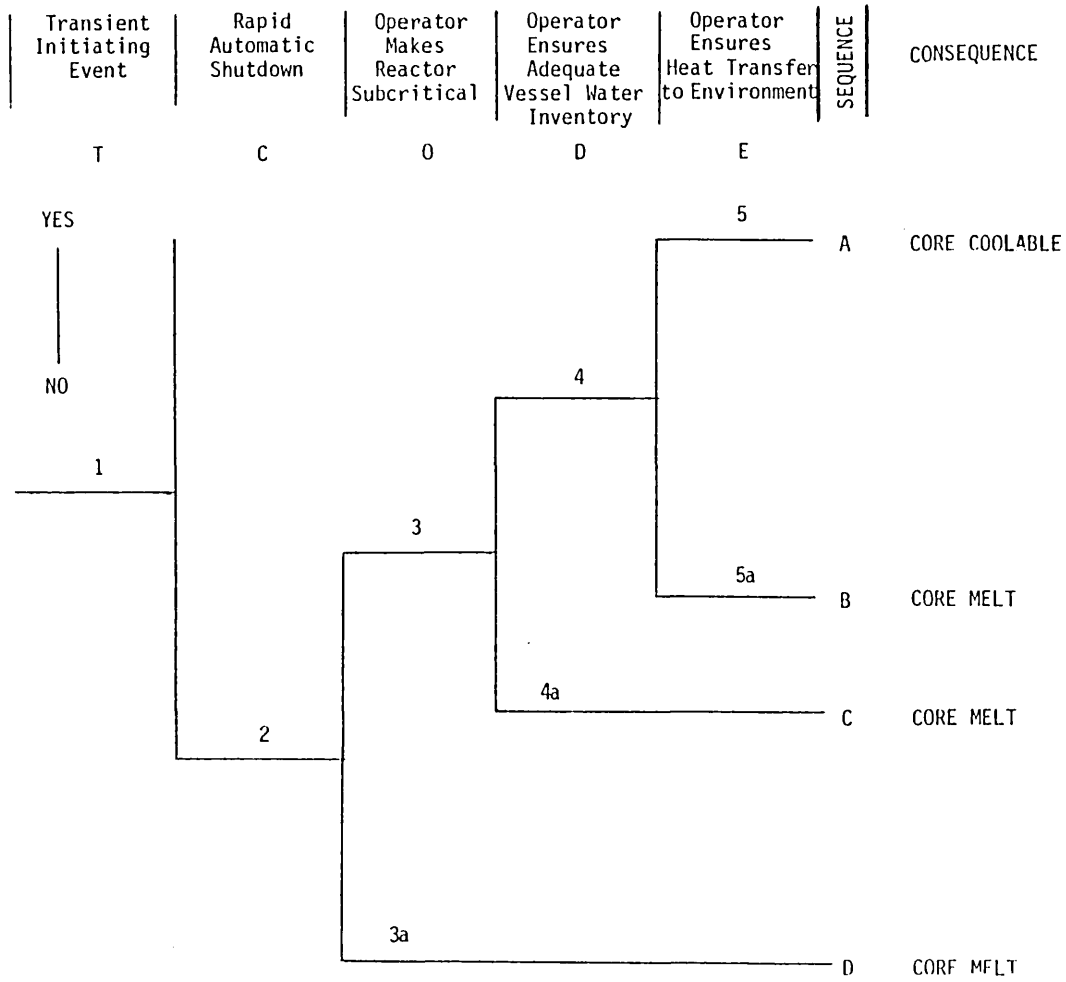 Transient
Initiating
Event
Rapid
Automatic
Shutdown
Operator
Makes
Reactor
Subcritical
Operator
Ensures
Adequate
Vessel Water
Inventory
Operator
Ensures
Heat Transfer
to Environment
SEQUENCE
CONSEQUENCE
T
C
O
D
E
YES
NO
1
2
3
3a
4
4a
5
5a
A CORE COOLABLE
B CORE MELT
C CORE MELT
D CORE MELT